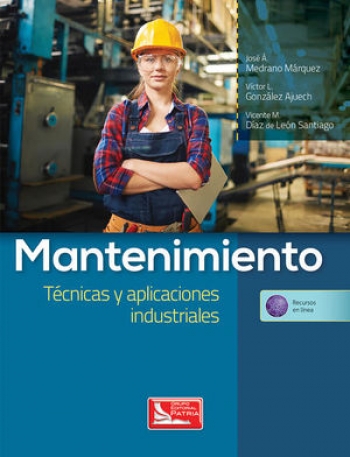 José Á.
Medrano Márquez
Víctor L.
González Ajuech
Vicente M.
Díaz de León Santiago
Mantenimiento
Técnicas y aplicaciones
industriales
Recursos
en línea
GRUPO
EDITORIAL
PATRIA